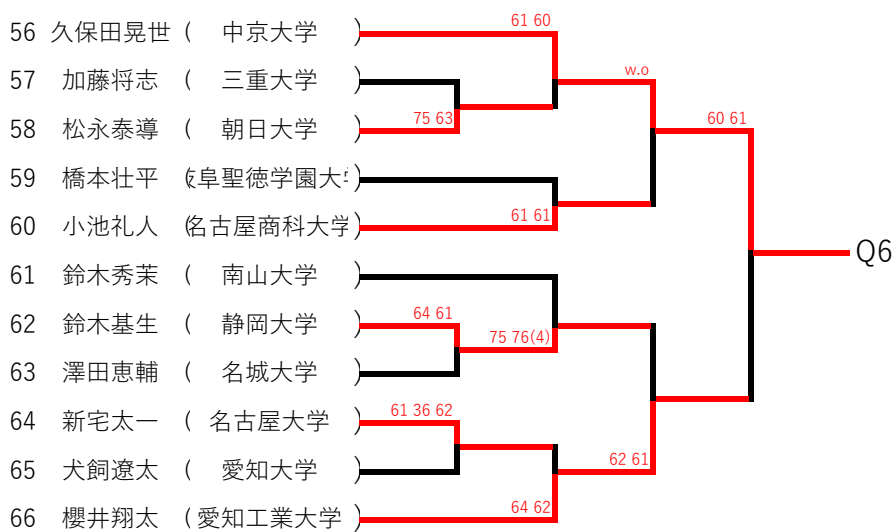 56 久保田晃世 ( 中京大学 ) 61 60
57 加藤将志 ( 三重大学 ) w.o
58 松永泰導 ( 朝日大学 ) 75 63 60 61
59 橋本壮平 岐阜聖徳学園大学 )
60 小池礼人 (名古屋商科大学 ) 61 61
Q6
61 鈴木秀茉 ( 南山大学 )
62 鈴木基生 ( 静岡大学 ) 64 61
75 76(4)
63 澤田恵輔 ( 名城大学 )
64 新宅太一 ( 名古屋大学 ) 61 36 62
65 犬飼遼太 ( 愛知大学 ) 62 61
66 櫻井翔太 ( 愛知工業大学 ) 64 62